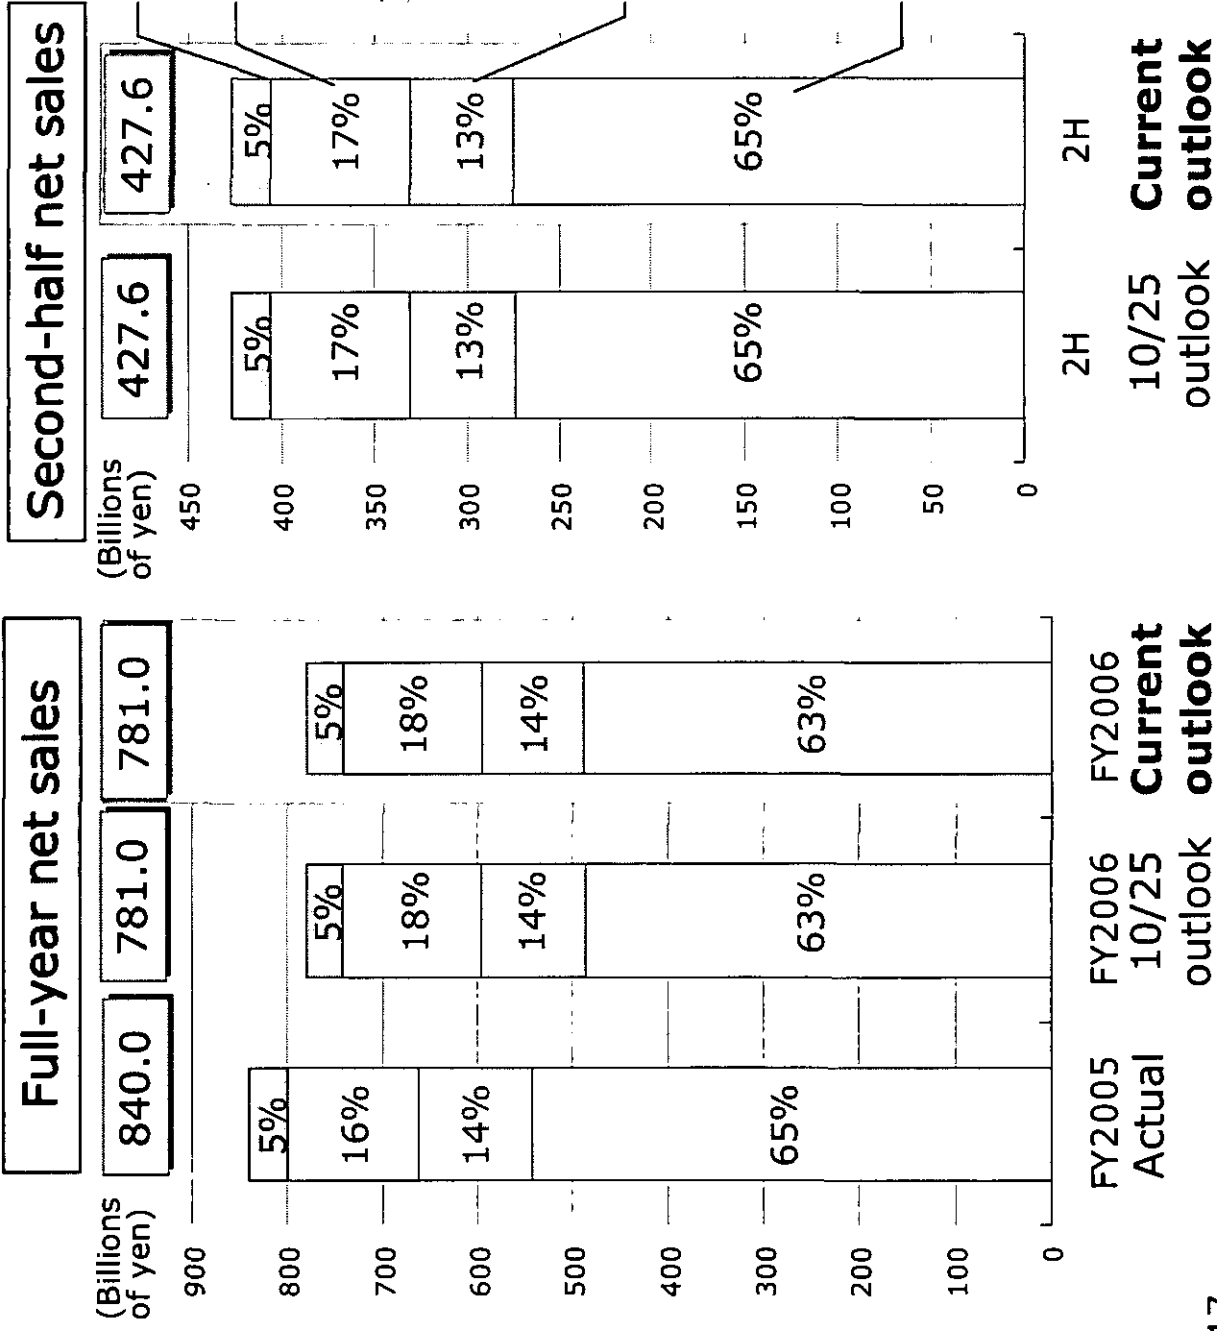 Full-year net sales
(Billions
of yen)
840.0
781.0
781.0
900
800
700
600
500
400
300
200
100
0
5%
16%
14%
65%
5%
18%
14%
63%
5%
18%
14%
63%
FY2005
Actual
FY2006
10/25
outlook
FY2006
Current
outlook
Second-half net sales
(Billions
of yen)
427.6
427.6
450
400
350
300
250
200
150
100
50
0
5%
17%
13%
65%
5%
17%
13%
65%
2H
10/25
outlook
2H
Current
outlook